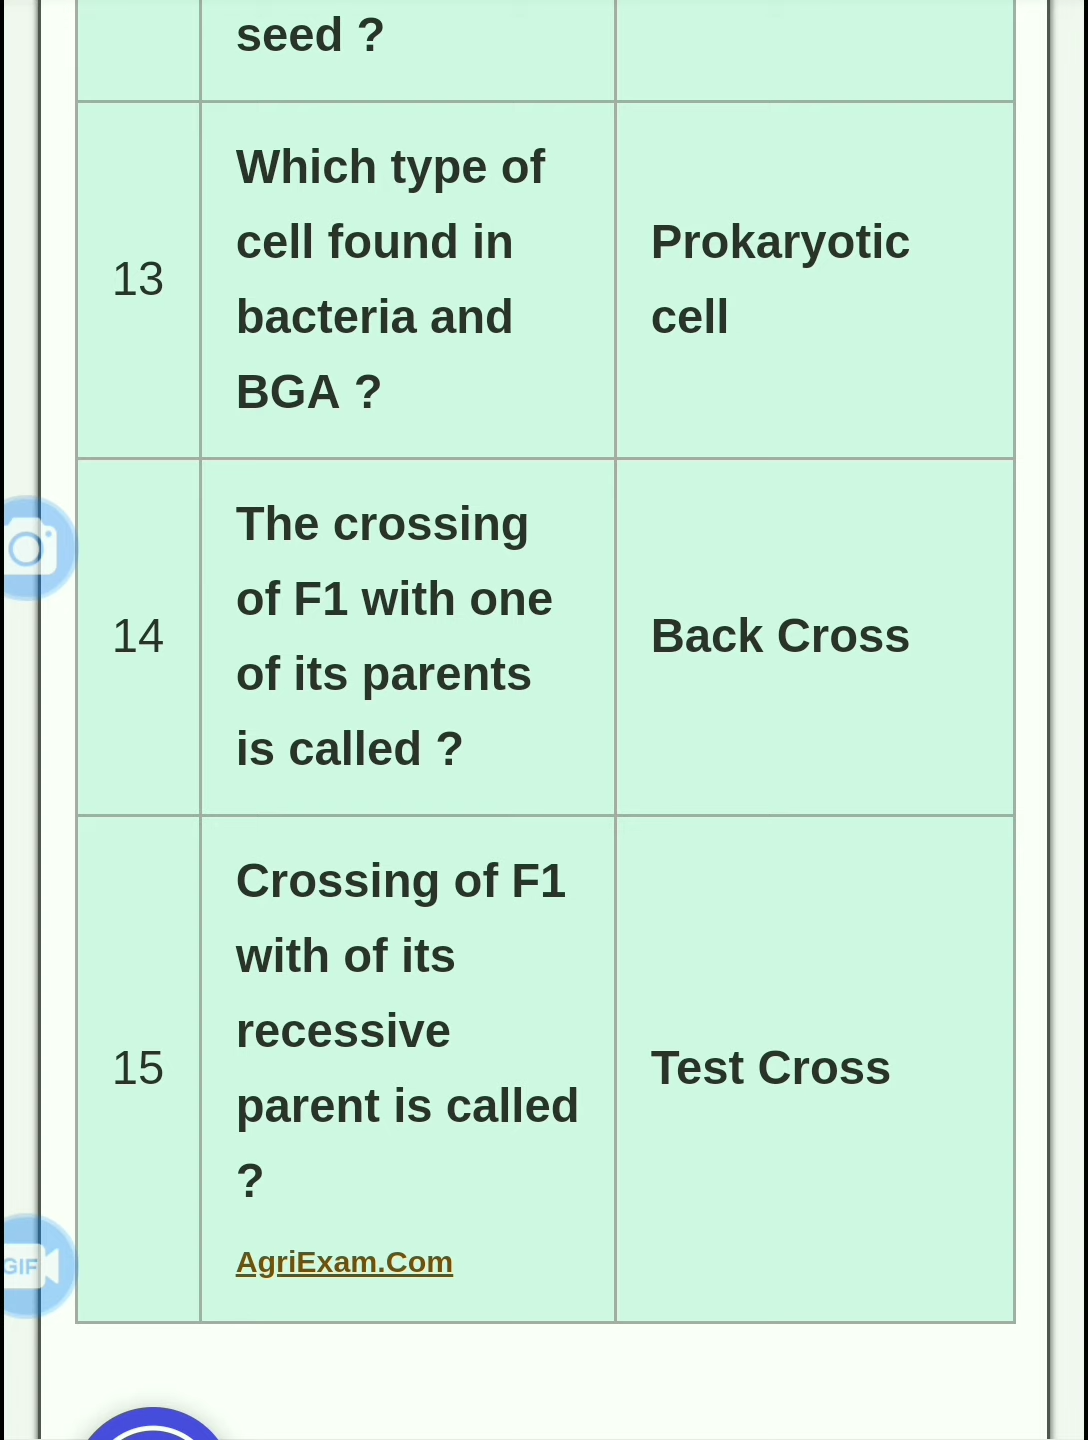 seed ?
13
Which type of
cell found in
bacteria and
BGA ?
Prokaryotic
cell
14
The crossing
of F1 with one
of its parents
is called ?
Back Cross
15
Crossing of F1
with of its
recessive
parent is called
?
AgriExam.Com
Test Cross
GIF